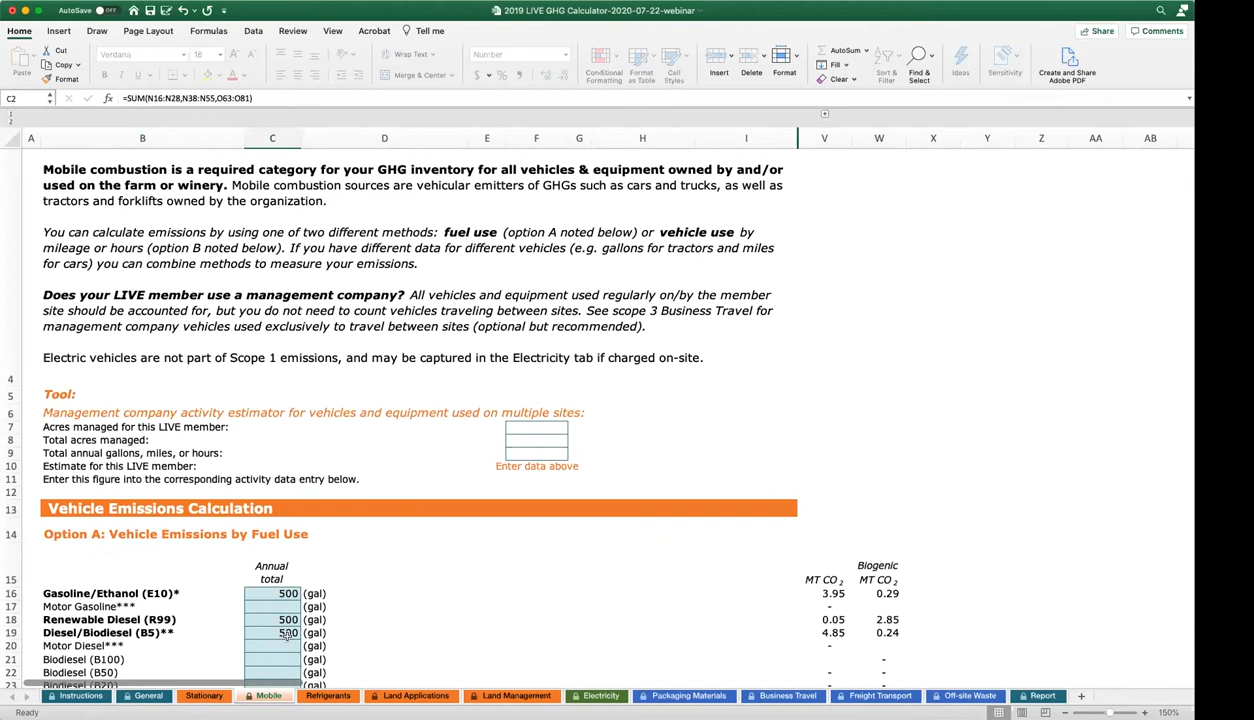 AutoSave OFF
2019 LIVE GHG Calculator-2020-07-22-webinar
Home Insert Draw Page Layout Formulas Data Review View Acrobat Tell me
Share Comments
Paste
Cut
Copy
Format
Verdana 18
B I U
Wrap Text
Merge & Center
Number
Conditional Formatting
Format as Table
Cell Styles
Insert
Delete
Format
AutoSum
Fill
Clear
Sort & Filter
Find & Select
Ideas
Sensitivity
Create and Share Adobe PDF
C2 fx =SUM(N16:N28,N38:N55,O63:O81)
1
2
A B C D E F G H I V W X Y Z AA AB
Mobile combustion is a required category for your GHG inventory for all vehicles & equipment owned by and/or
used on the farm or winery. Mobile combustion sources are vehicular emitters of GHGs such as cars and trucks, as well as
tractors and forklifts owned by the organization.
You can calculate emissions by using one of two different methods: fuel use (option A noted below) or vehicle use by
mileage or hours (option B noted below). If you have different data for different vehicles (e.g. gallons for tractors and miles
for cars) you can combine methods to measure your emissions.
Does your LIVE member use a management company? All vehicles and equipment used regularly on/by the member
site should be accounted for, but you do not need to count vehicles traveling between sites. See scope 3 Business Travel for
management company vehicles used exclusively to travel between sites (optional but recommended).
Electric vehicles are not part of Scope 1 emissions, and may be captured in the Electricity tab if charged on-site.
4
5 Tool:
6 Management company activity estimator for vehicles and equipment used on multiple sites:
7 Acres managed for this LIVE member:
8 Total acres managed:
9 Total annual gallons, miles, or hours:
10 Estimate for this LIVE member: Enter data above
11 Enter this figure into the corresponding activity data entry below.
12
13 Vehicle Emissions Calculation
14 Option A: Vehicle Emissions by Fuel Use
Annual Biogenic
15 total MT CO2 MT CO2
16 Gasoline/Ethanol (E10)* 500 (gal) 3.95 0.29
17 Motor Gasoline*** (gal) -
18 Renewable Diesel (R99) 500 (gal) 0.05 2.85
19 Diesel/Biodiesel (B5)** 500 (gal) 4.85 0.24
20 Motor Diesel*** (gal) -
21 Biodiesel (B100) (gal) -
22 Biodiesel (B50) (gal) - -
23 Biodiesel (B20) (gal) - -
Instructions General Stationary Mobile Refrigerants Land Applications Land Management Electricity Packaging Materials Business Travel Freight Transport Off-site Waste Report +
Ready 150%